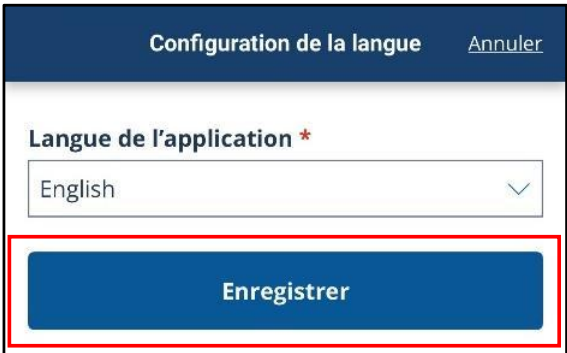 Configuration de la langue Annuler
Langue de l’application *
English
Enregistrer